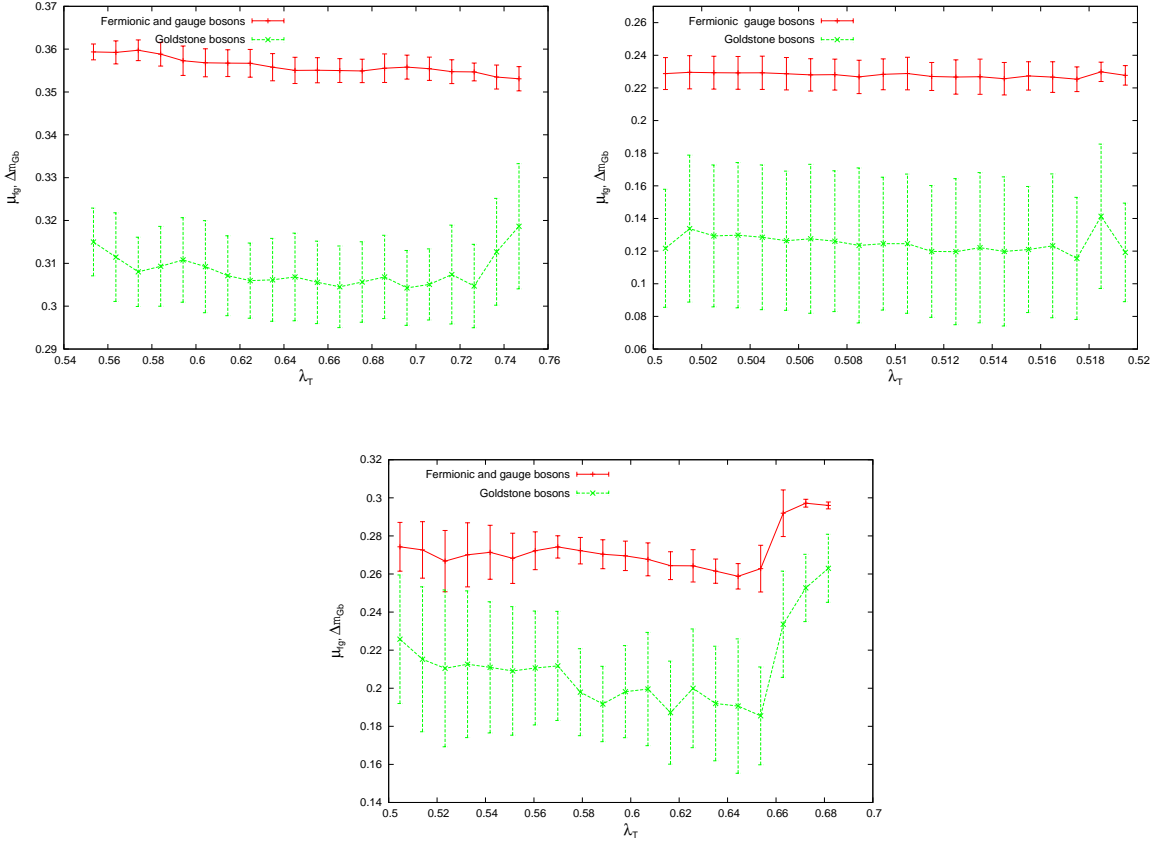 0.37
0.36
0.35
0.34
0.33
0.32
0.31
0.3
0.29
0.54 0.56 0.58 0.6 0.62 0.64 0.66 0.68 0.7 0.72 0.74 0.76
μfg, Δm_Gb
λ_T
Fermionic and gauge bosons
Goldstone bosons
0.26
0.24
0.22
0.2
0.18
0.16
0.14
0.12
0.1
0.08
0.06
0.5 0.502 0.504 0.506 0.508 0.51 0.512 0.514 0.516 0.518 0.52
μfg, Δm_Gb
λ_T
Fermionic gauge bosons
Goldstone bosons
0.32
0.3
0.28
0.26
0.24
0.22
0.2
0.18
0.16
0.14
0.5 0.52 0.54 0.56 0.58 0.6 0.62 0.64 0.66 0.68 0.7
μfg, Δm_Gb
λ_T
Fermionic and gauge bosons
Goldstone bosons